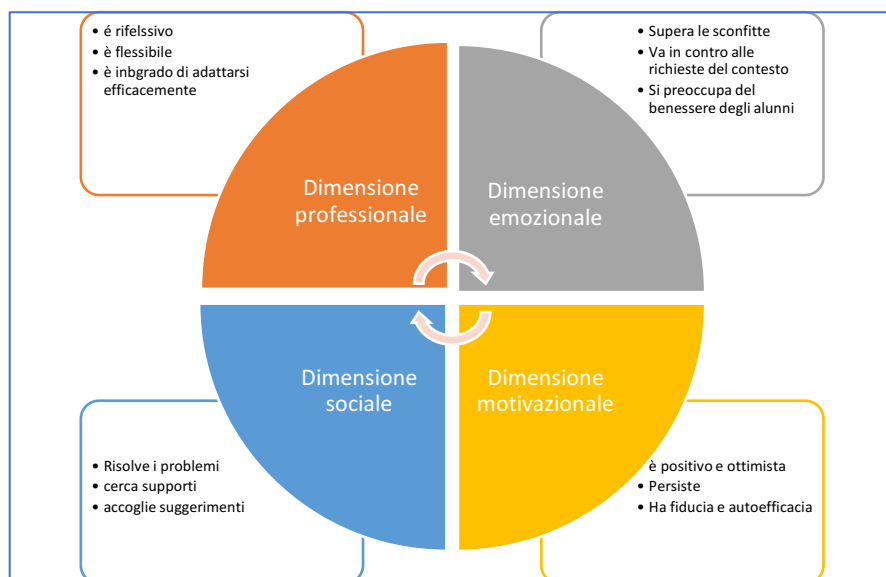 • é rifelssivo
• è flessibile
• è inbgrado di adattarsi
efficacemente
• Supera le sconfitte
• Va in contro alle
richieste del contesto
• Si preoccupa del
benessere degli alunni
Dimensione
professionale
Dimensione
emozionale
Dimensione
sociale
Dimensione
motivazionale
• Risolve i problemi
• cerca supporti
• accoglie suggerimenti
è positivo e ottimista
• Persiste
• Ha fiducia e autoefficacia